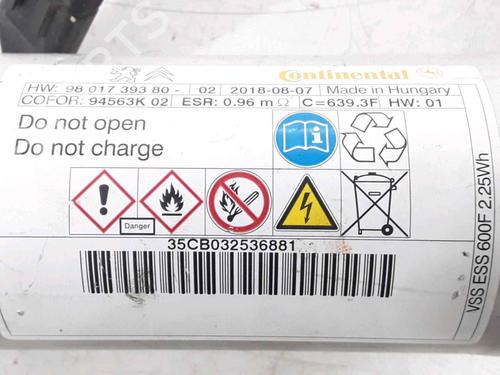 Continental
HW: 98 017 393 80 - 02 2018-08-07 Made in Hungary
COFOR: 94563K 02 ESR: 0.96 m Ω C=639.3F HW: 01
Do not open
Do not charge
Danger
35CB032536881
VSS ESS 600F 2.25Wh